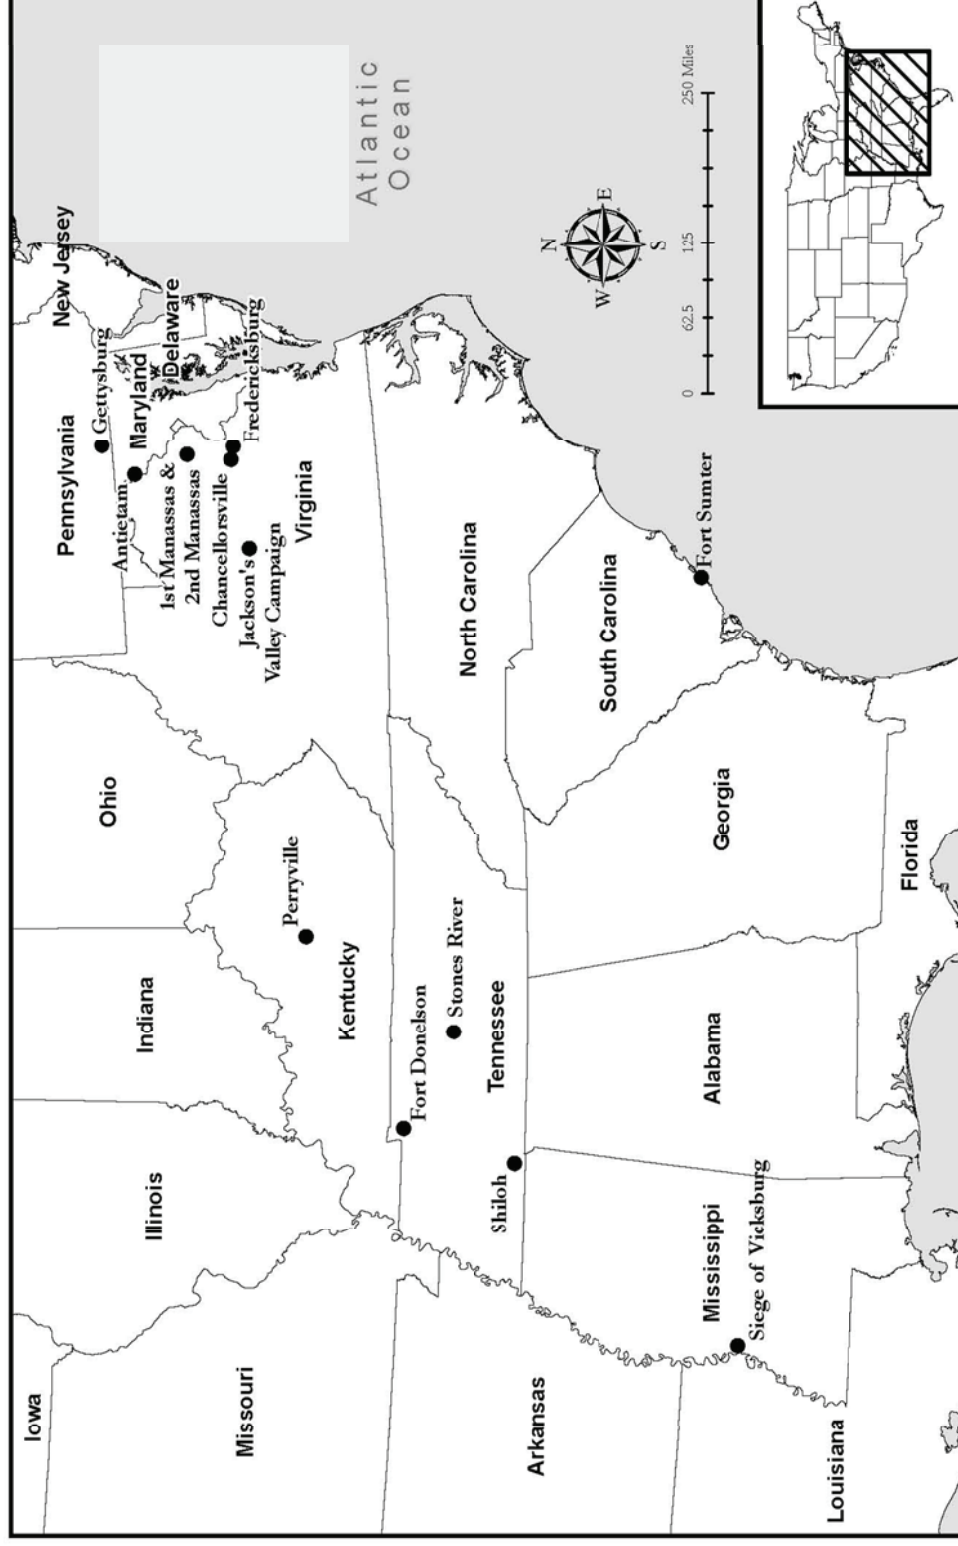 Iowa
Missouri
Arkansas
Louisiana
Illinois
Indiana
Ohio
Pennsylvania
New Jersey
Gettysburg
Maryland
Delaware
Antietam
1st Manassas &
2nd Manassas
Chancellorsville
Fredericksburg
Jackson's
Valley Campaign
Virginia
Perryville
Kentucky
Fort Donelson
Stones River
Tennessee
Shiloh
North Carolina
South Carolina
Fort Sumter
Georgia
Alabama
Mississippi
Siege of Vicksburg
Florida
Atlantic
Ocean
N
W
E
S
0
62.5
125
250 Miles